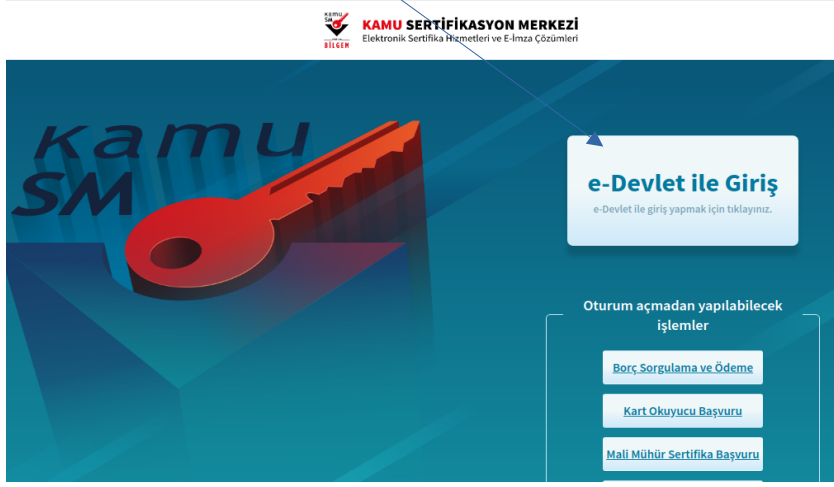 KAMU SM
BİLGEM
KAMU SERTİFİKASYON MERKEZİ
Elektronik Sertifika Hizmetleri ve E-İmza Çözümleri
kamu
SM
e-Devlet ile Giriş
e-Devlet ile giriş yapmak için tıklayınız.
Oturum açmadan yapılabilecek
işlemler
Borç Sorgulama ve Ödeme
Kart Okuyucu Başvuru
Mali Mühür Sertifika Başvuru